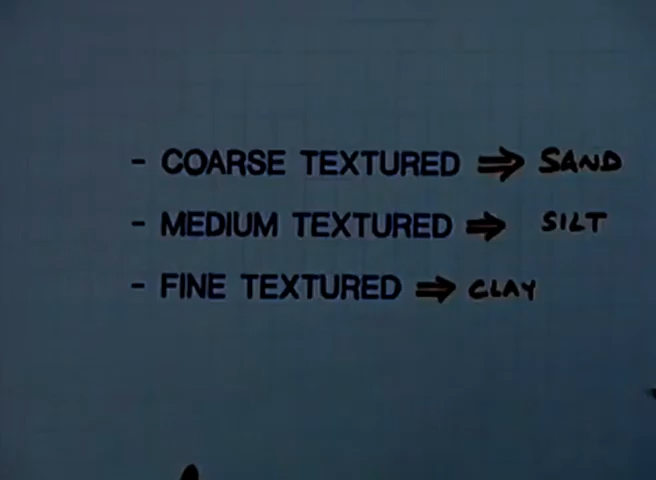 - COARSE TEXTURED ⇒ SAND
- MEDIUM TEXTURED ⇒ SILT
- FINE TEXTURED ⇒ CLAY